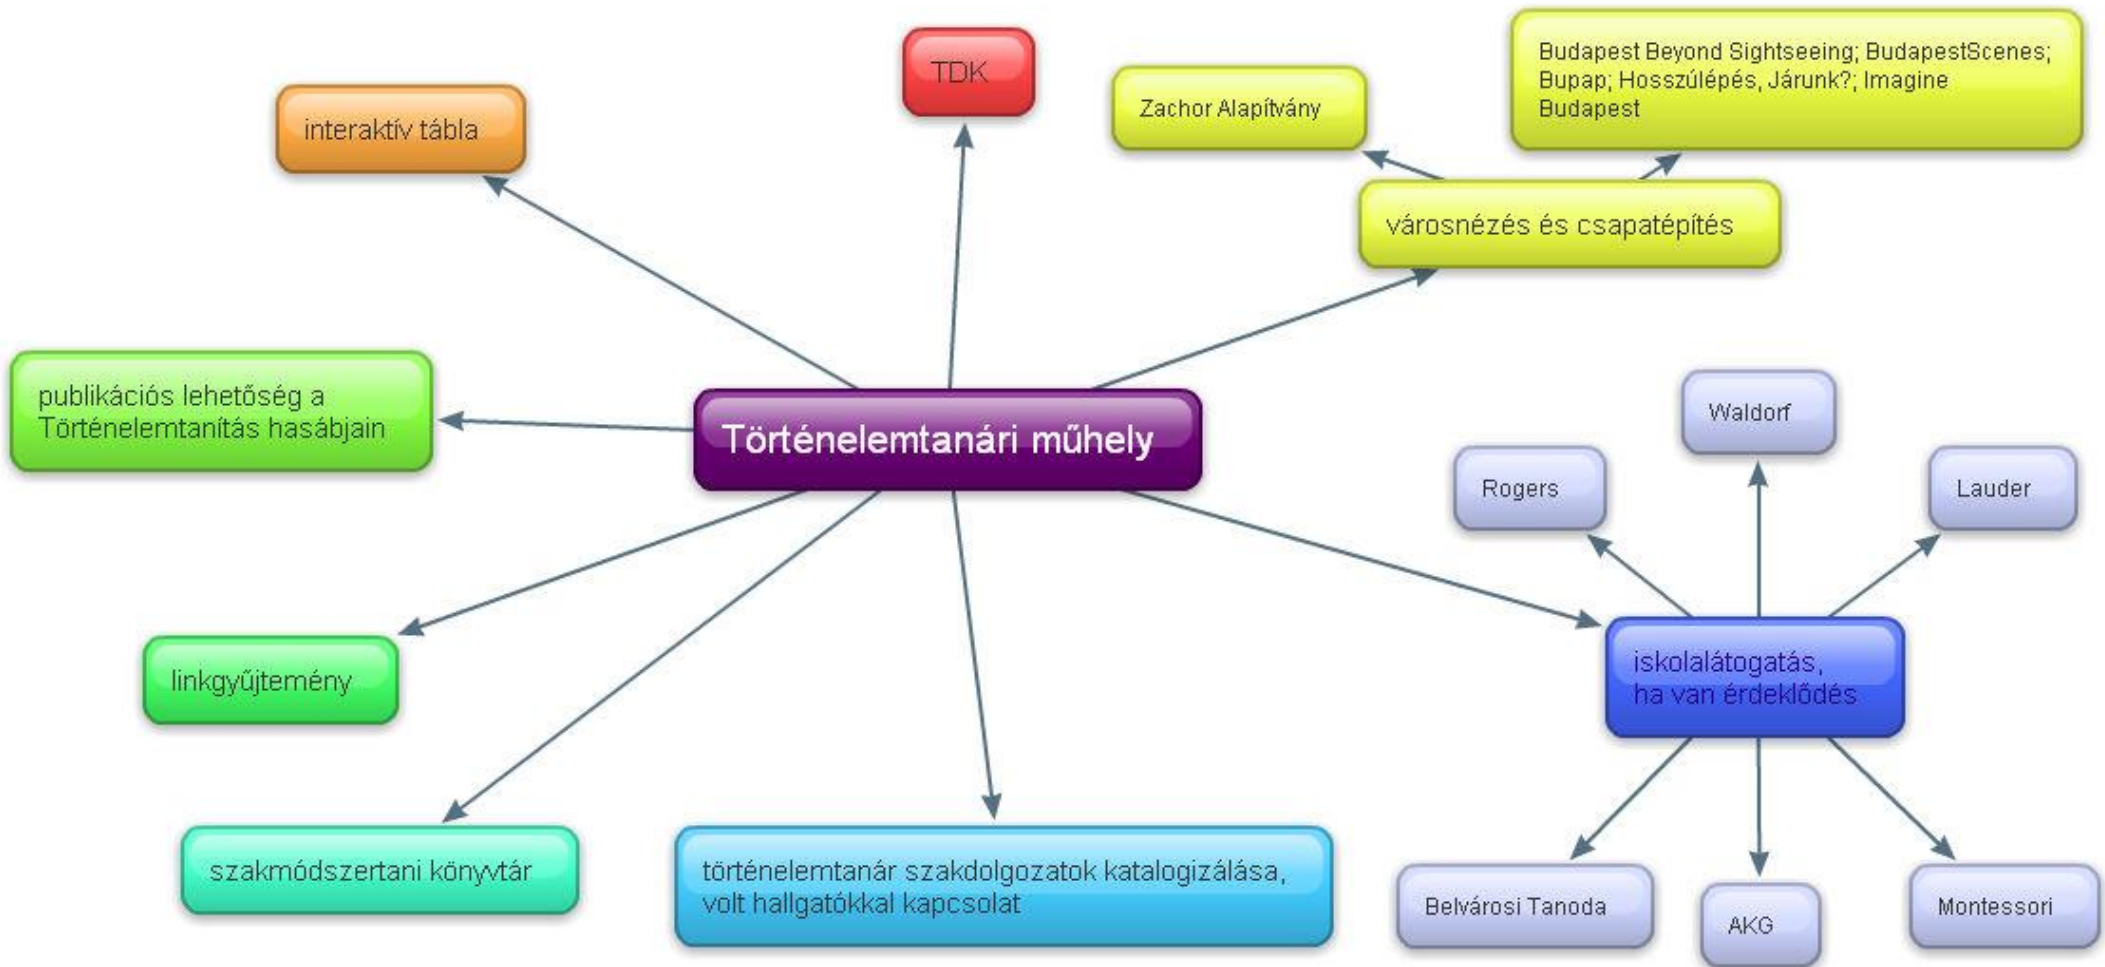 TDK
Budapest Beyond Sightseeing; BudapestScenes;
Bupap; Hosszúlépés, Járunk?; Imagine
Budapest
Zachor Alapítvány
interaktív tábla
városnézés és csapatépítés
publikációs lehetőség a
Történelemtanítás hasábjain
Történelemtanári műhely
Waldorf
Rogers
Lauder
iskolalátogatás,
ha van érdeklődés
linkgyűjtemény
szakmódszertani könyvtár
történelemtanár szakdolgozatok katalogizálása,
volt hallgatókkal kapcsolat
Belvárosi Tanoda
AKG
Montessori